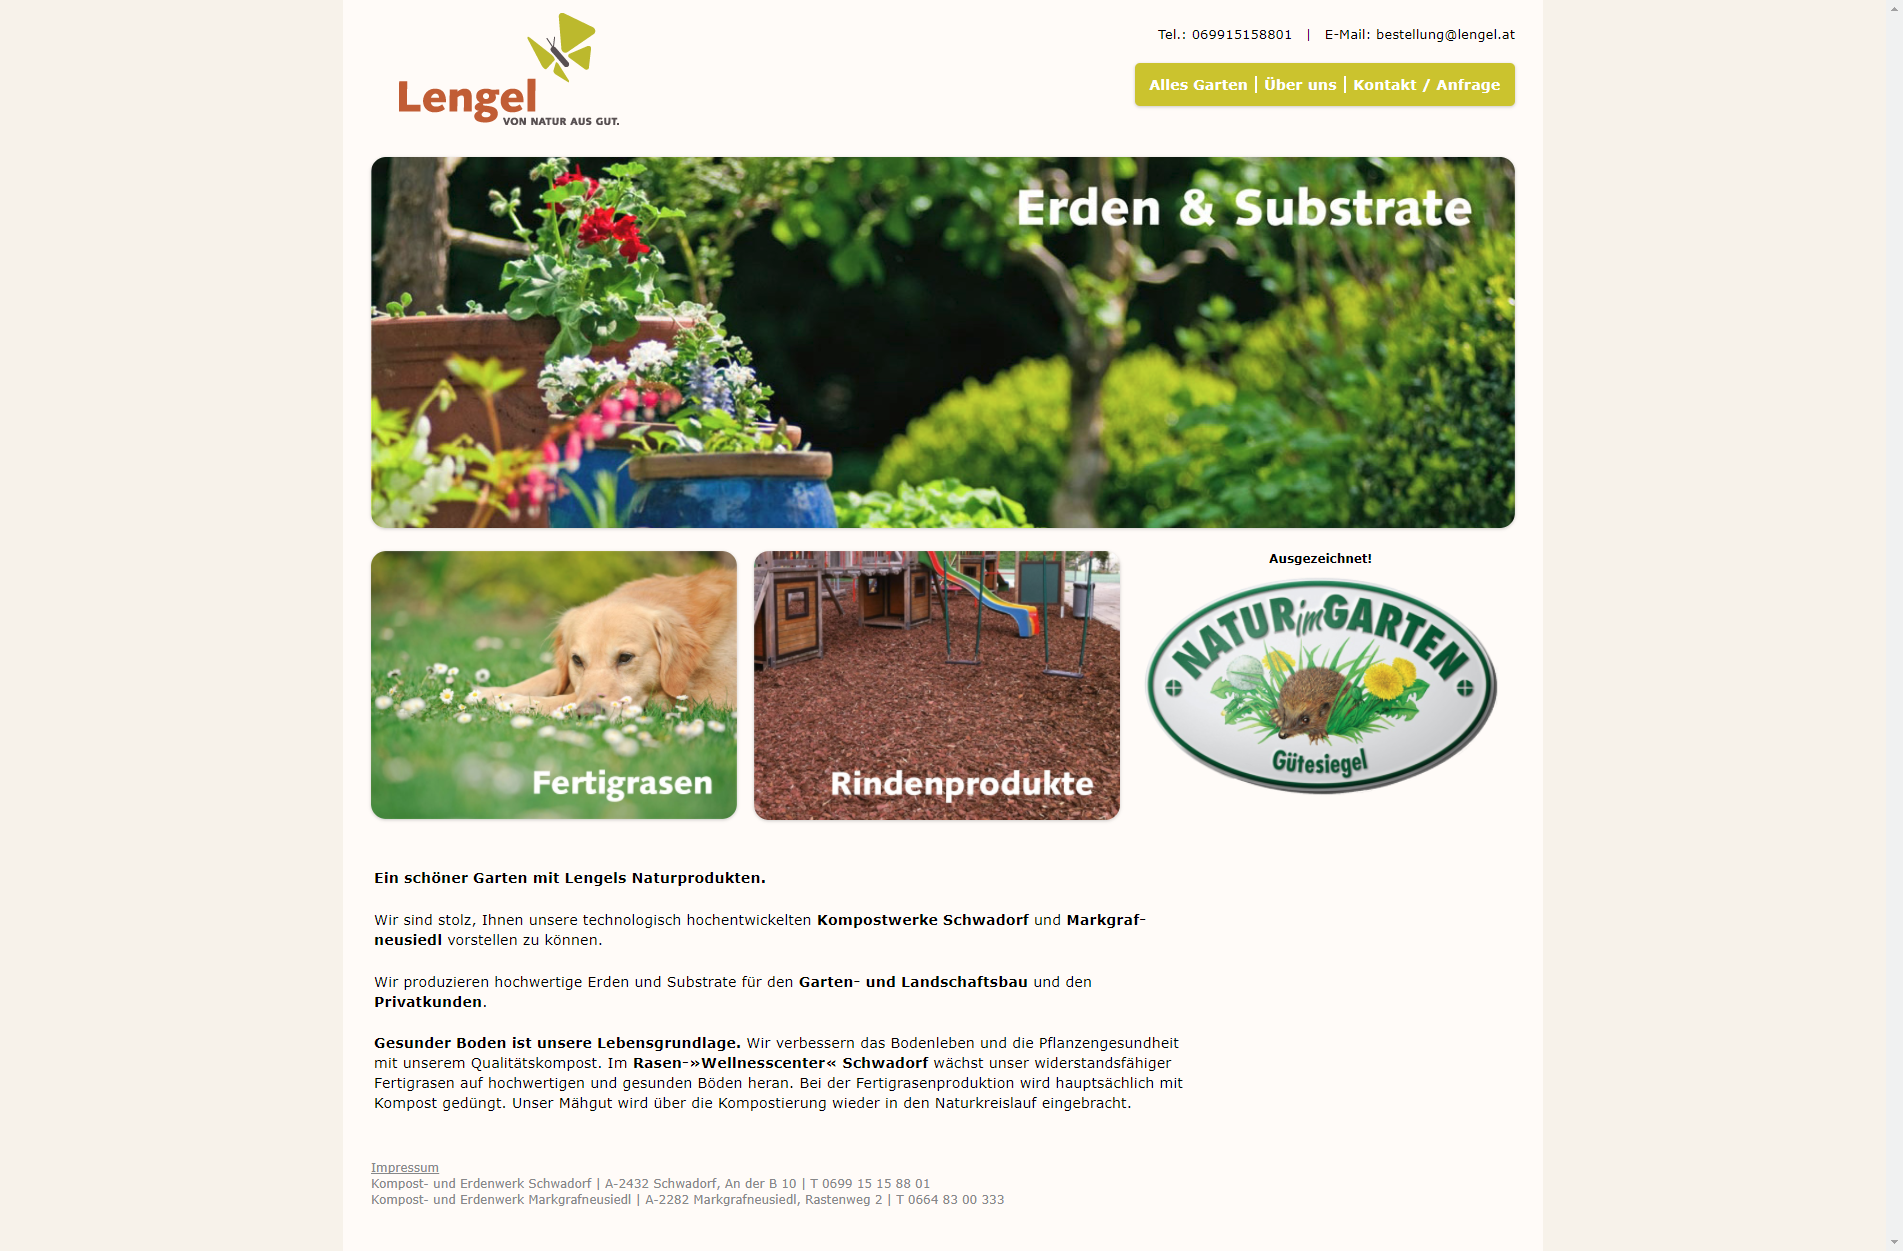 Lengel
VON NATUR AUS GUT.
Tel.: 069915158801 | E-Mail: bestellung@lengel.at
Alles Garten | Über uns | Kontakt / Anfrage
Erden & Substrate
Fertigrasen
Rindenprodukte
Ausgezeichnet!
NATUR im GARTEN
Gütesiegel
Ein schöner Garten mit Lengels Naturprodukten.
Wir sind stolz, Ihnen unsere technologisch hochentwickelten Kompostwerke Schwadorf und Markgraf-
neusiedl vorstellen zu können.
Wir produzieren hochwertige Erden und Substrate für den Garten- und Landschaftsbau und den
Privatkunden.
Gesunder Boden ist unsere Lebensgrundlage. Wir verbessern das Bodenleben und die Pflanzengesundheit
mit unserem Qualitätskompost. Im Rasen-»Wellnesscenter« Schwadorf wächst unser widerstandsfähiger
Fertigrasen auf hochwertigen und gesunden Böden heran. Bei der Fertigrasenproduktion wird hauptsächlich mit
Kompost gedüngt. Unser Mähgut wird über die Kompostierung wieder in den Naturkreislauf eingebracht.
Impressum
Kompost- und Erdenwerk Schwadorf | A-2432 Schwadorf, An der B 10 | T 0699 15 15 88 01
Kompost- und Erdenwerk Markgrafneusiedl | A-2282 Markgrafneusiedl, Rastenweg 2 | T 0664 83 00 333